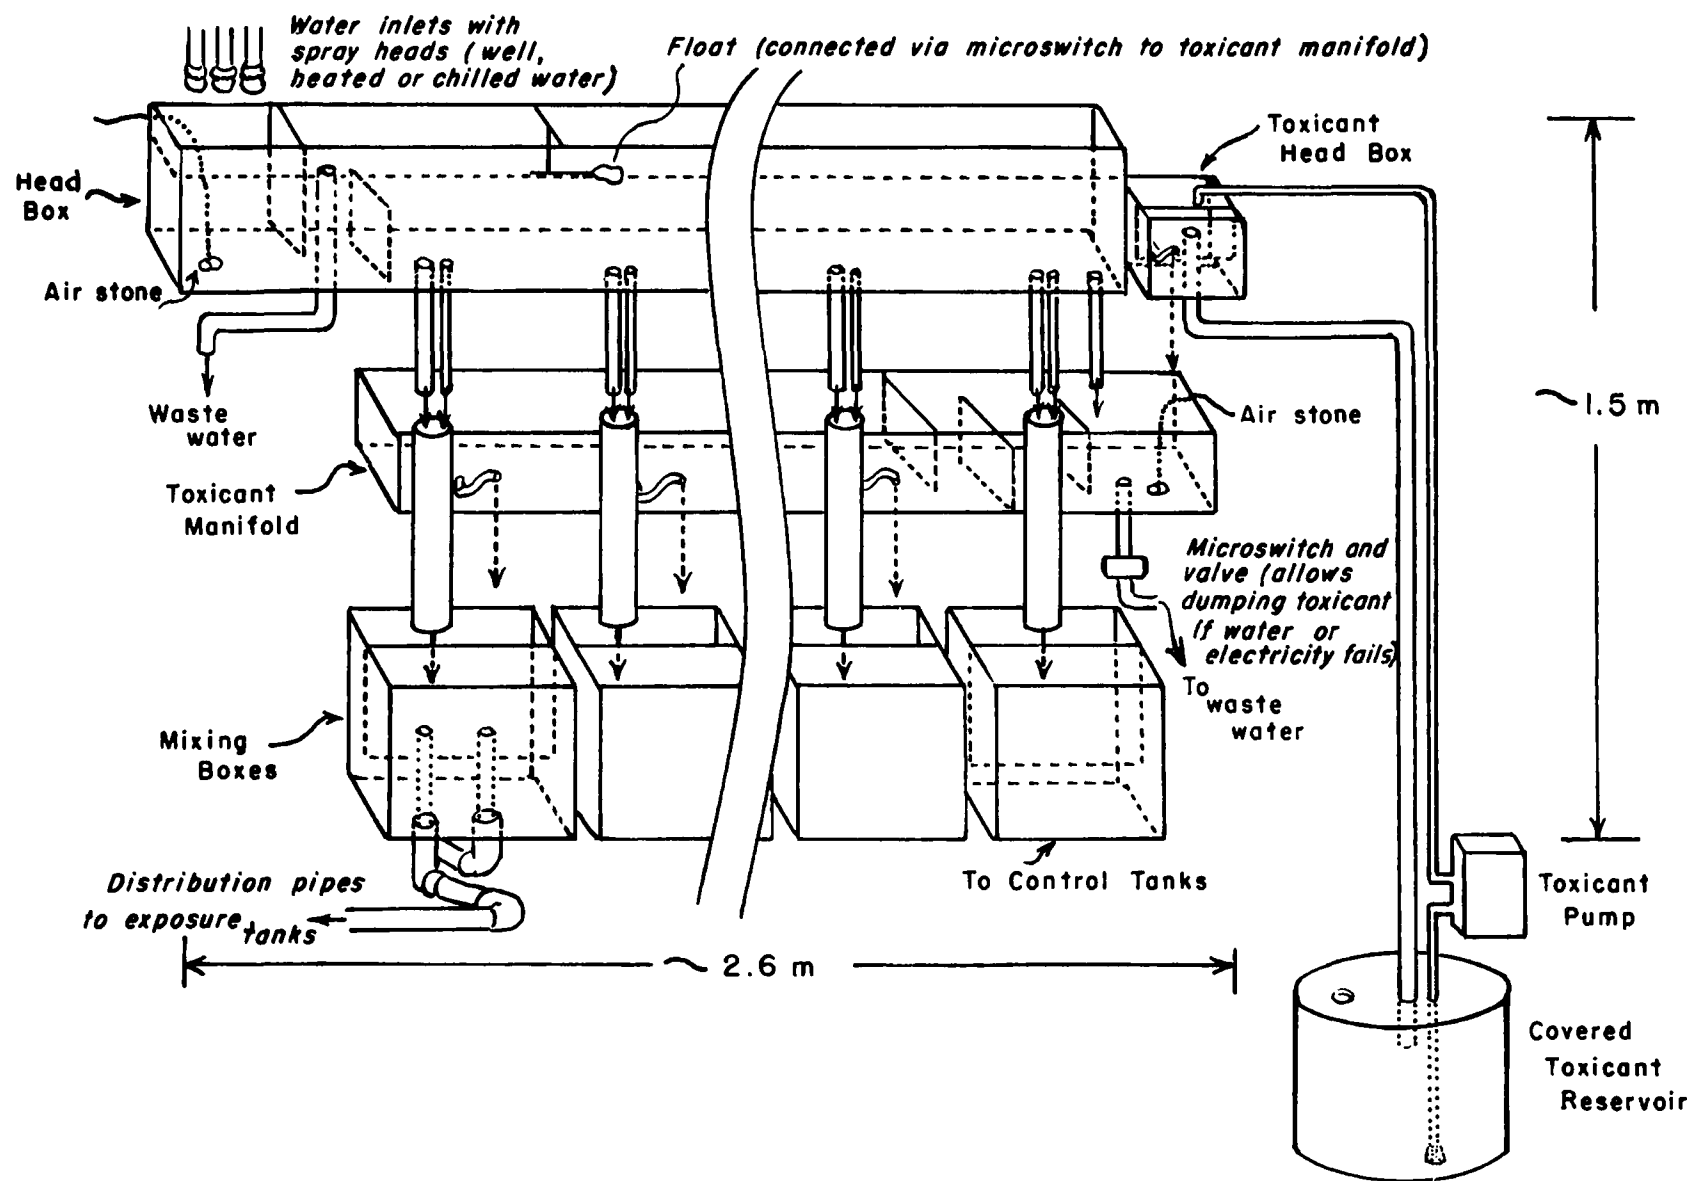 Water inlets with
spray heads (well,
heated or chilled water)
Float (connected via microswitch to toxicant manifold)
Toxicant
Head Box
Head
Box
Air stone
Waste
water
~1.5 m
Air stone
Toxicant
Manifold
Microswitch and
valve (allows
dumping toxicant
if water or
electricity fails)
To
waste
water
Mixing
Boxes
To Control Tanks
Distribution pipes
to exposure
tanks
Toxicant
Pump
~ 2.6 m
Covered
Toxicant
Reservoir